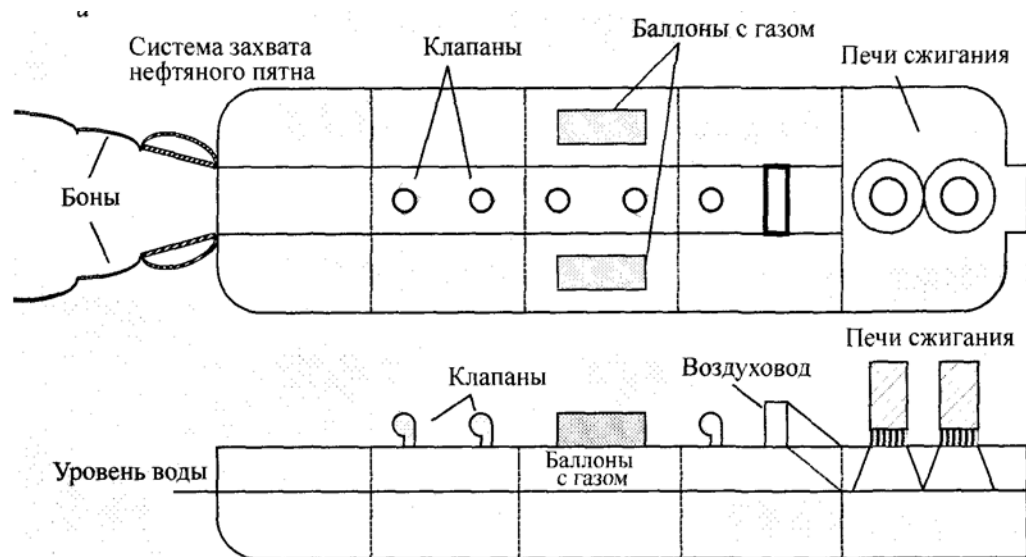 а
Система захвата
нефтяного пятна
Клапаны
Баллоны с газом
Печи сжигания
Боны
Печи сжигания
Клапаны
Воздуховод
Уровень воды
Баллоны
с газом